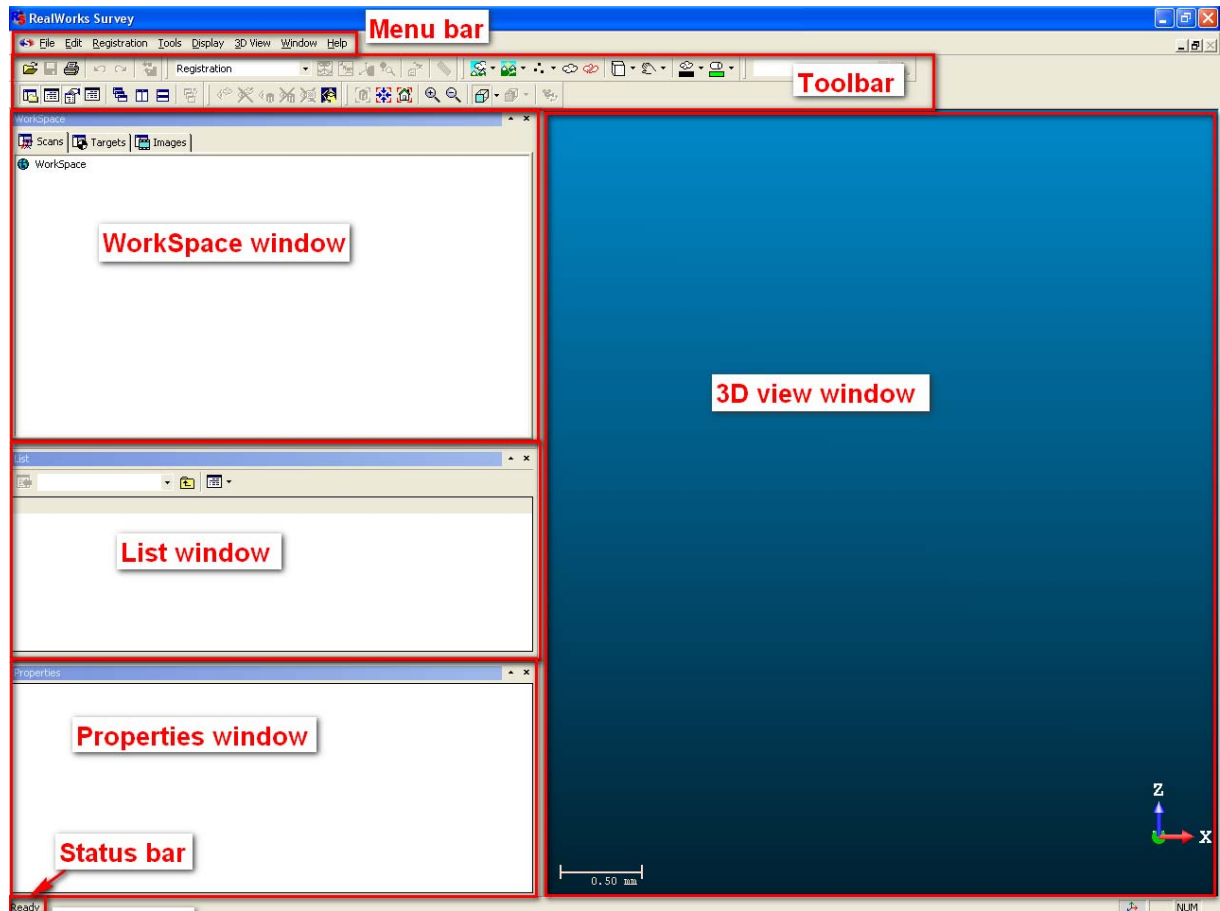 RealWorks Survey
Menu bar
File Edit Registration Tools Display 3D View Window Help
Registration
Toolbar
WorkSpace
Scans Targets Images
WorkSpace
WorkSpace window
3D view window
List
List window
Properties
Properties window
Z
X
Status bar
0.50 mm
Ready
NUM